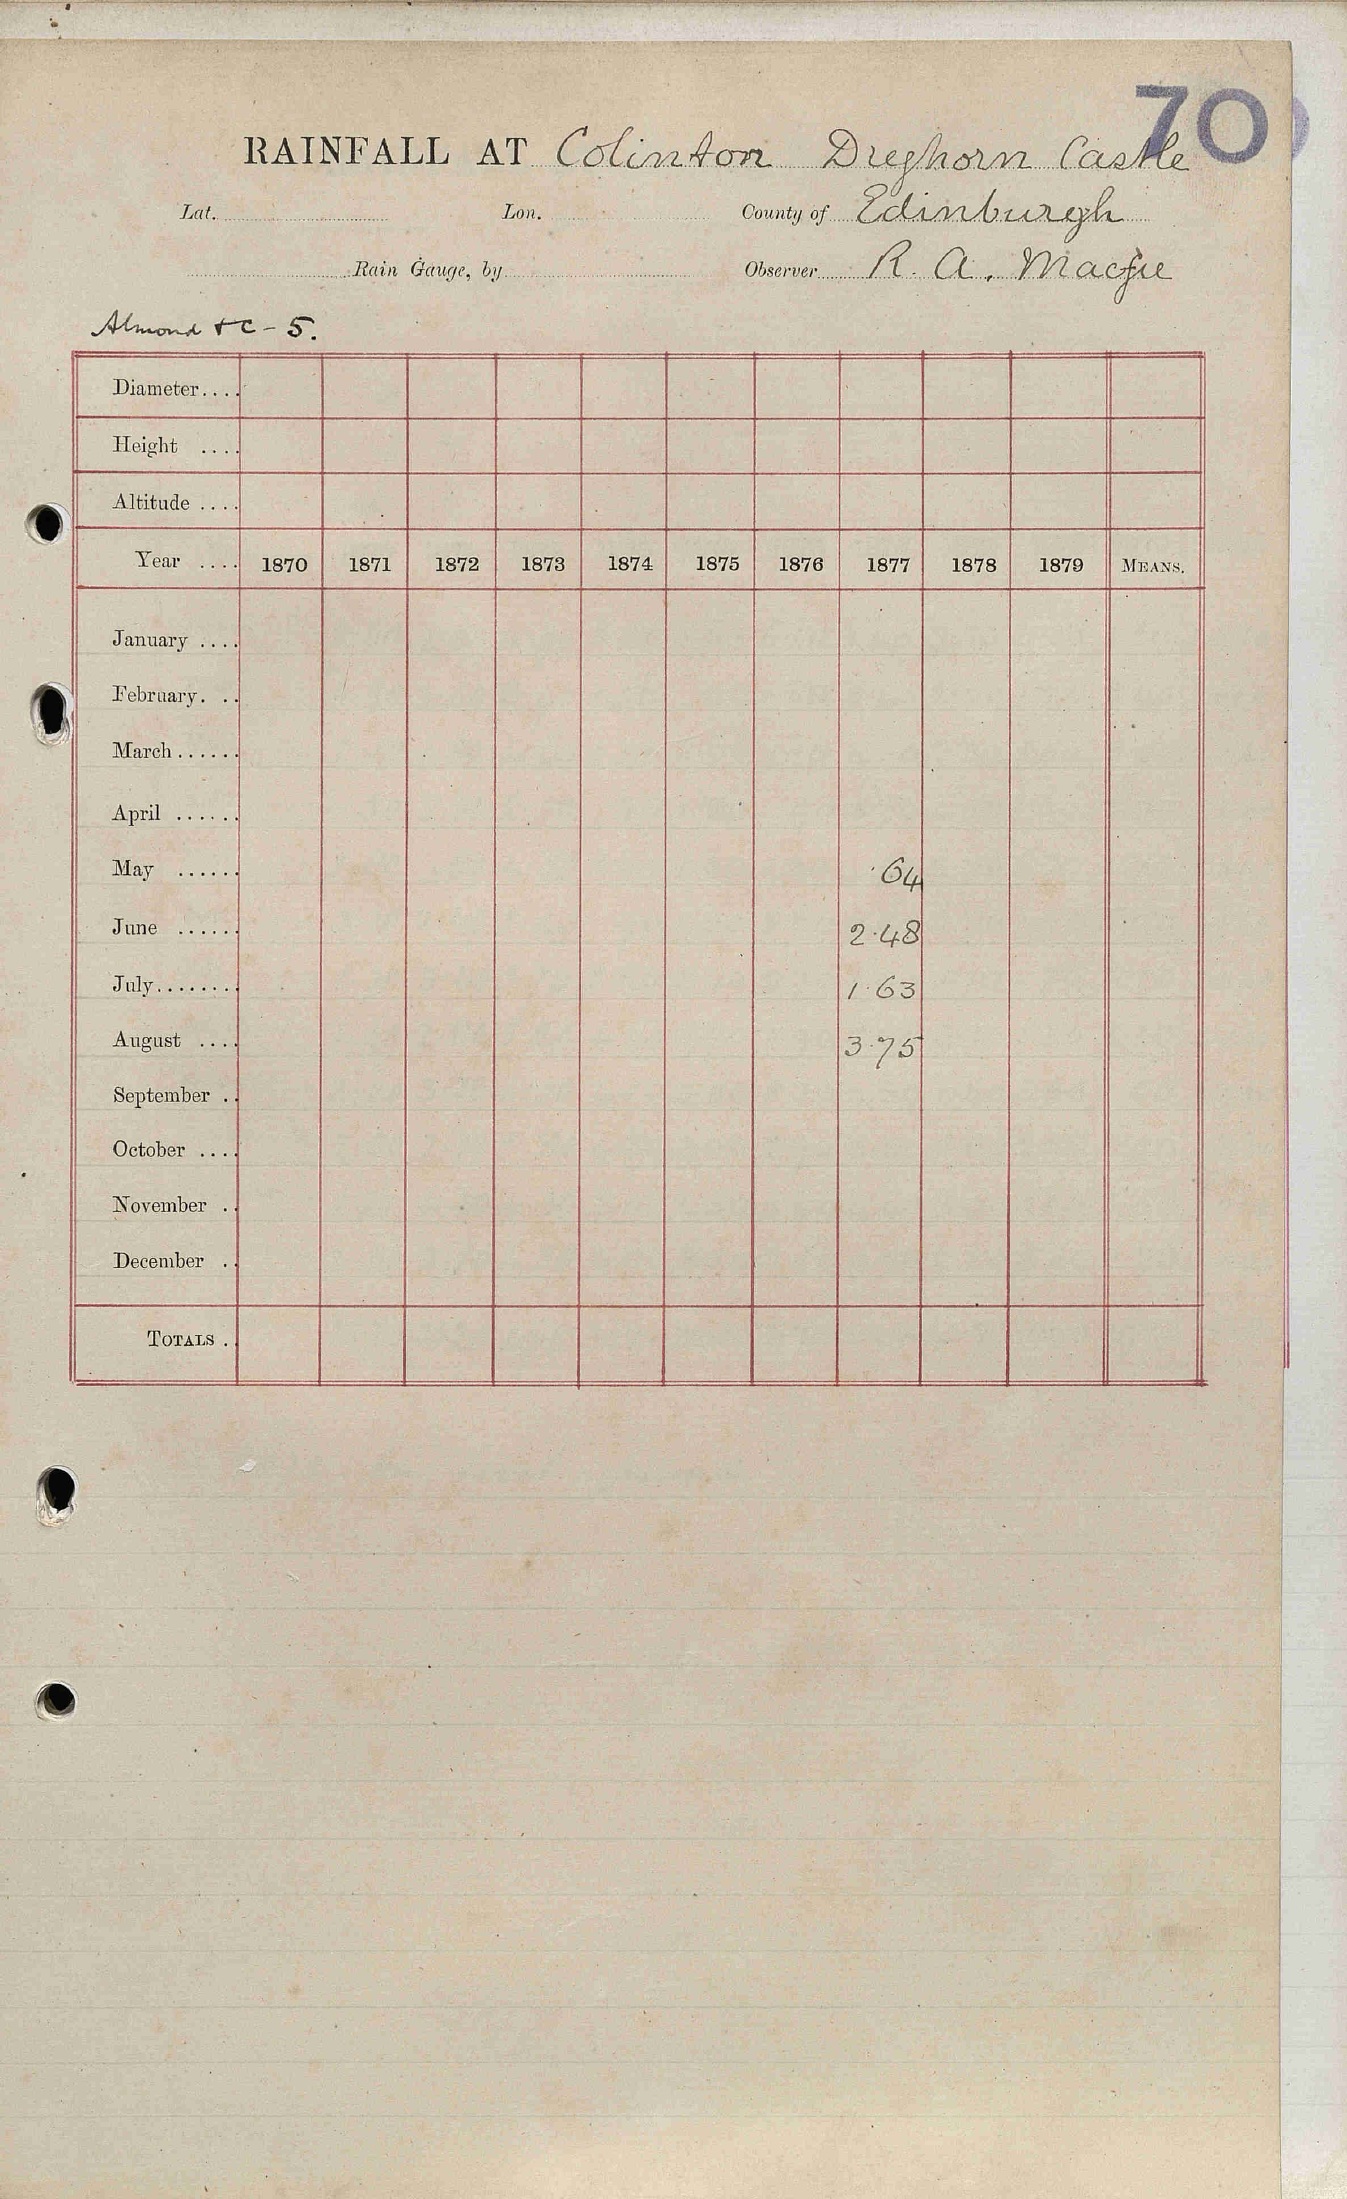 70
RAINFALL AT Colinton Dreghorn Castle
Lat. Lon. County of Edinburgh
Rain Gauge, by Observer R. A. Macfie
Almond + C - 5.
Diameter....
Height ....
Altitude ....
Year .... 1870 1871 1872 1873 1874 1875 1876 1877 1878 1879 MEANS.
January ....
February. ..
March......
April ......
May ...... .64
June ...... 2.48
July........ 1.63
August .... 3.75
September ..
October ....
November ..
December ..
TOTALS ..